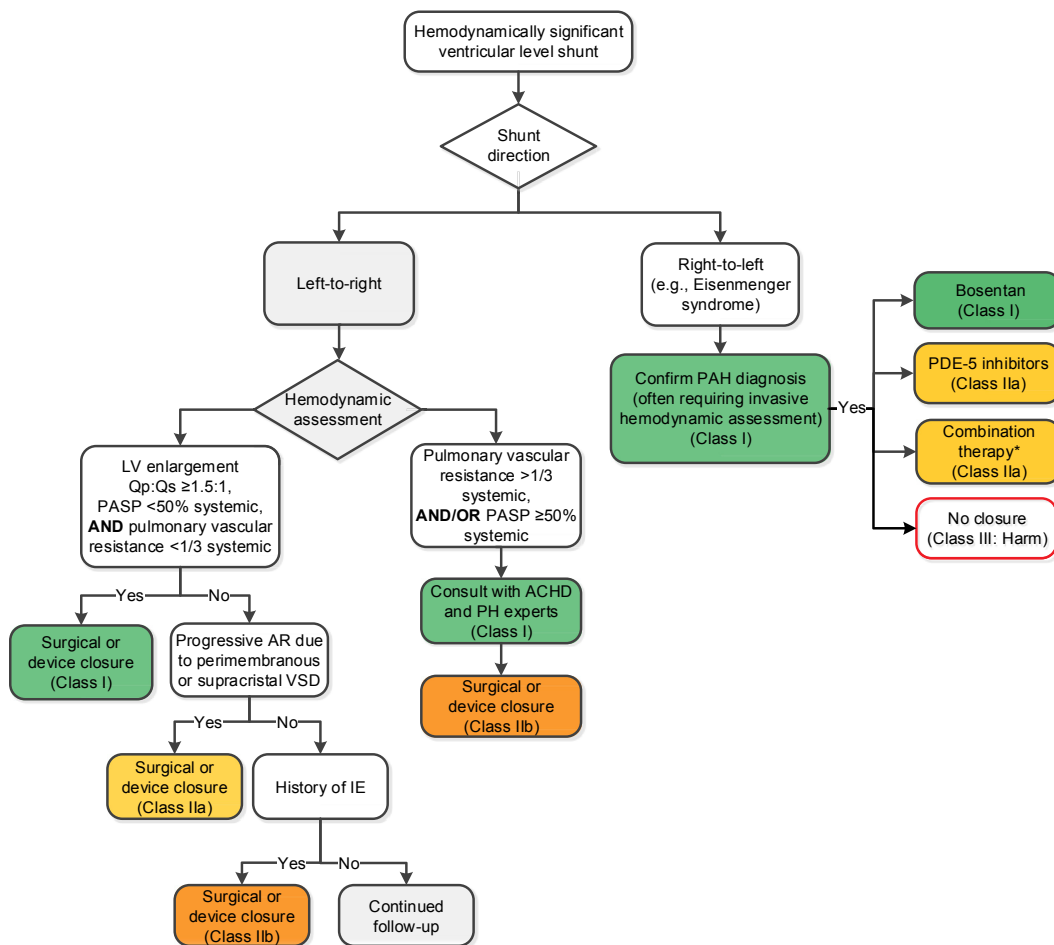 Hemodynamically significant
ventricular level shunt
Shunt
direction
Left-to-right
Right-to-left
(e.g., Eisenmenger
syndrome)
Bosentan
(Class I)
PDE-5 inhibitors
(Class IIa)
Combination
therapy*
(Class IIa)
No closure
(Class III: Harm)
Confirm PAH diagnosis
(often requiring invasive
hemodynamic assessment)
(Class I)
Yes
Hemodynamic
assessment
LV enlargement
Qp:Qs ≥1.5:1,
PASP <50% systemic,
AND pulmonary vascular
resistance <1/3 systemic
Pulmonary vascular
resistance >1/3
systemic,
AND/OR PASP ≥50%
systemic
Yes
No
Consult with ACHD
and PH experts
(Class I)
Surgical or
device closure
(Class I)
Progressive AR due
to perimembranous
or supracristal VSD
Surgical or
device closure
(Class IIb)
Yes
No
Surgical or
device closure
(Class IIa)
History of IE
Yes
No
Surgical or
device closure
(Class IIb)
Continued
follow-up